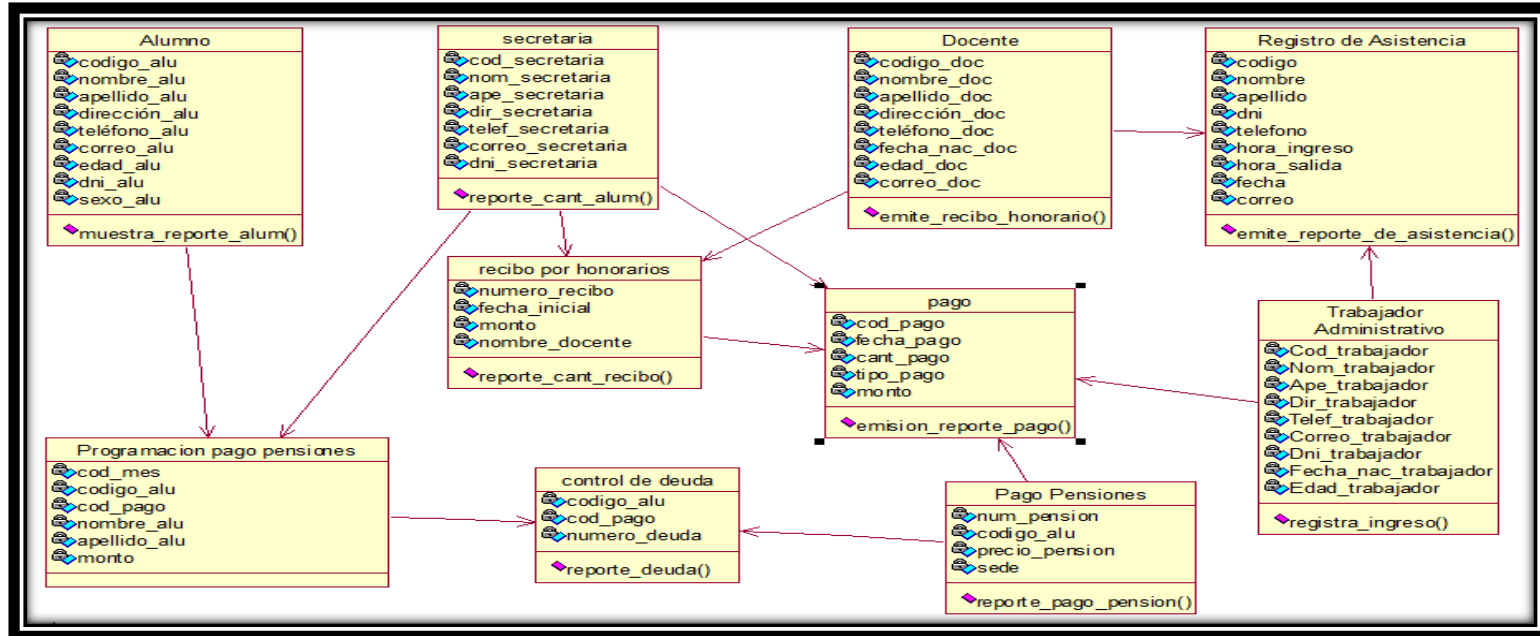 Alumno
codigo_alu
nombre_alu
apellido_alu
dirección_alu
teléfono_alu
correo_alu
edad_alu
dni_alu
sexo_alu
muestra_reporte_alum()
secretaria
cod_secretaria
nom_secretaria
ape_secretaria
dir_secretaria
telef_secretaria
correo_secretaria
dni_secretaria
reporte_cant_alum()
Docente
codigo_doc
nombre_doc
apellido_doc
dirección_doc
teléfono_doc
fecha_nac_doc
edad_doc
correo_doc
emite_recibo_honorario()
Registro de Asistencia
codigo
nombre
apellido
dni
telefono
hora_ingreso
hora_salida
fecha
correo
emite_reporte_de_asistencia()
recibo por honorarios
numero_recibo
fecha_inicial
monto
nombre_docente
reporte_cant_recibo()
pago
cod_pago
fecha_pago
cant_pago
tipo_pago
monto
emision_reporte_pago()
Trabajador
Administrativo
Cod_trabajador
Nom_trabajador
Ape_trabajador
Dir_trabajador
Telef_trabajador
Correo_trabajador
Dni_trabajador
Fecha_nac_trabajador
Edad_trabajador
registra_ingreso()
Programacion pago pensiones
cod_mes
codigo_alu
cod_pago
nombre_alu
apellido_alu
monto
control de deuda
codigo_alu
cod_pago
numero_deuda
reporte_deuda()
Pago Pensiones
num_pension
codigo_alu
precio_pension
sede
reporte_pago_pension()